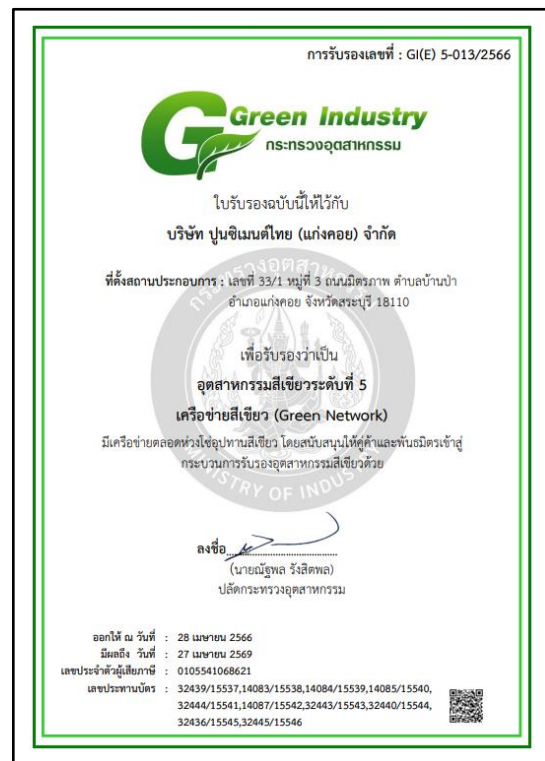 การรับรองเลขที่ : GI(E) 5-013/2566
Green Industry
กระทรวงอุตสาหกรรม
ใบรับรองฉบับนี้ให้ไว้กับ
บริษัท ปูนซิเมนต์ไทย (แก่งคอย) จำกัด
ที่ตั้งสถานประกอบการ : เลขที่ 33/1 หมู่ที่ 3 ถนนมิตรภาพ ตำบลบ้านป่า
อำเภอแก่งคอย จังหวัดสระบุรี 18110
เพื่อรับรองว่าเป็น
อุตสาหกรรมสีเขียวระดับที่ 5
เครือข่ายสีเขียว (Green Network)
มีเครือข่ายตลอดห่วงโซ่อุปทานสีเขียว โดยสนับสนุนให้คู่ค้าและพันธมิตรเข้าสู่
กระบวนการรับรองอุตสาหกรรมสีเขียวด้วย
กระทรวงอุตสาหกรรม
MINISTRY OF INDUSTRY
ลงชื่อ
(นายณัฐพล รังสิตพล)
ปลัดกระทรวงอุตสาหกรรม
ออกให้ ณ วันที่ : 28 เมษายน 2566
มีผลถึง วันที่ : 27 เมษายน 2569
เลขประจำตัวผู้เสียภาษี : 0105541068621
เลขประทานบัตร : 32439/15537,14083/15538,14084/15539,14085/15540,
32444/15541,14087/15542,32443/15543,32440/15544,
32436/15545,32445/15546